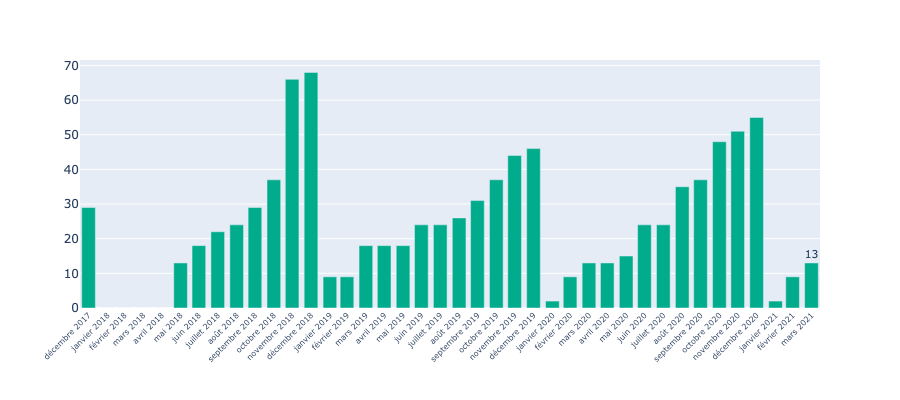 70
60
50
40
30
20
10
0
13
décembre 2017
janvier 2018
février 2018
mars 2018
avril 2018
mai 2018
juin 2018
juillet 2018
août 2018
septembre 2018
octobre 2018
novembre 2018
décembre 2018
janvier 2019
février 2019
mars 2019
avril 2019
mai 2019
juin 2019
juillet 2019
août 2019
septembre 2019
octobre 2019
novembre 2019
décembre 2019
janvier 2020
février 2020
mars 2020
avril 2020
mai 2020
juin 2020
juillet 2020
août 2020
septembre 2020
octobre 2020
novembre 2020
décembre 2020
janvier 2021
février 2021
mars 2021